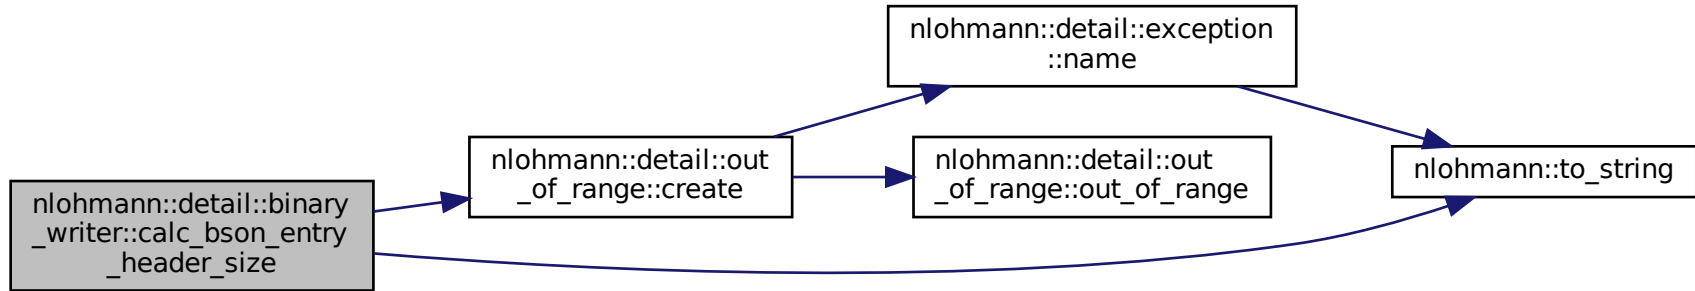 nlohmann::detail::binary
_writer::calc_bson_entry
_header_size
nlohmann::detail::out
_of_range::create
nlohmann::detail::exception
::name
nlohmann::detail::out
_of_range::out_of_range
nlohmann::to_string